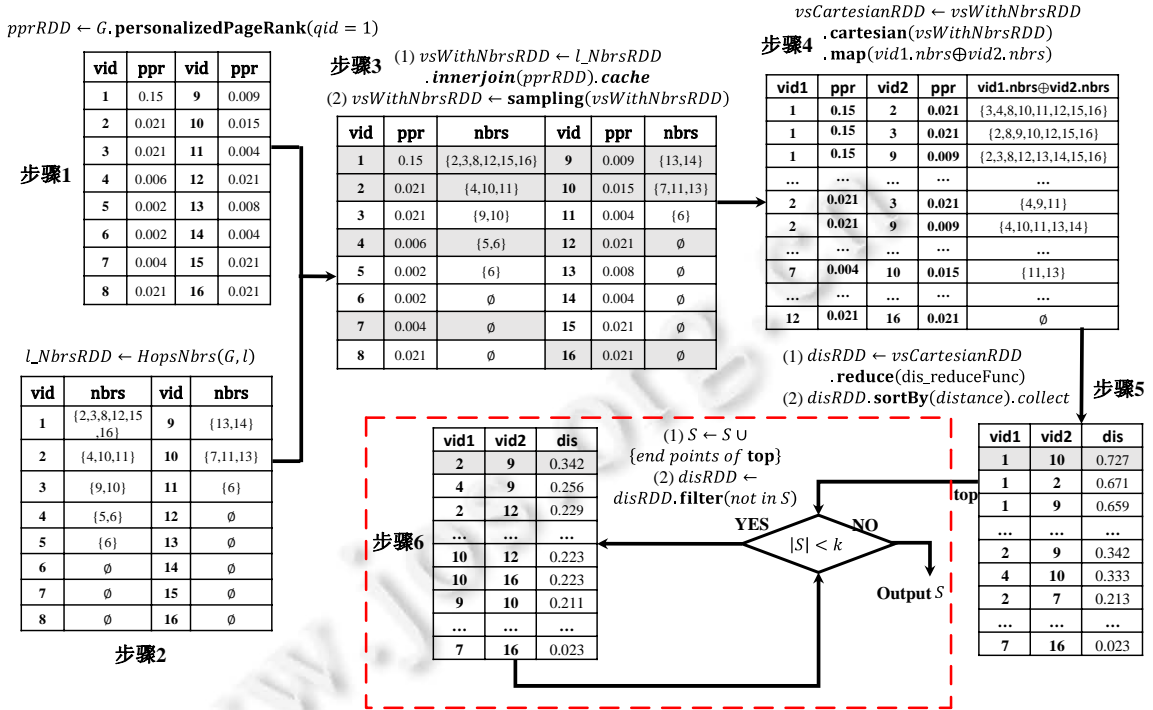 pprRDD ← G.personalizedPageRank(qid = 1)
vid ppr vid ppr
1 0.15 9 0.009
2 0.021 10 0.015
3 0.021 11 0.004
4 0.006 12 0.021
5 0.002 13 0.008
6 0.002 14 0.004
7 0.004 15 0.021
8 0.021 16 0.021
步骤1
l_NbrsRDD ← HopsNbrs(G, l)
vid nbrs vid nbrs
1 {2,3,8,12,15
,16} 9 {13,14}
2 {4,10,11} 10 {7,11,13}
3 {9,10} 11 {6}
4 {5,6} 12 ∅
5 {6} 13 ∅
6 ∅ 14 ∅
7 ∅ 15 ∅
8 ∅ 16 ∅
步骤2
步骤3
(1) vsWithNbrsRDD ← l_NbrsRDD
.innerjoin(pprRDD).cache
(2) vsWithNbrsRDD ← sampling(vsWithNbrsRDD)
vid ppr nbrs vid ppr nbrs
1 0.15 {2,3,8,12,15,16} 9 0.009 {13,14}
2 0.021 {4,10,11} 10 0.015 {7,11,13}
3 0.021 {9,10} 11 0.004 {6}
4 0.006 {5,6} 12 0.021 ∅
5 0.002 {6} 13 0.008 ∅
6 0.002 ∅ 14 0.004 ∅
7 0.004 ∅ 15 0.021 ∅
8 0.021 ∅ 16 0.021 ∅
步骤4
vsCartesianRDD ← vsWithNbrsRDD
.cartesian(vsWithNbrsRDD)
.map(vid1.nbrs⊕vid2.nbrs)
vid1 ppr vid2 ppr vid1.nbrs⊕vid2.nbrs
1 0.15 2 0.021 {3,4,8,10,11,12,15,16}
1 0.15 3 0.021 {2,8,9,10,12,15,16}
1 0.15 9 0.009 {2,3,8,12,13,14,15,16}
... ... ... ... ...
2 0.021 3 0.021 {4,9,11}
2 0.021 9 0.009 {4,10,11,13,14}
... ... ... ... ...
7 0.004 10 0.015 {11,13}
... ... ... ... ...
12 0.021 16 0.021 ∅
(1) disRDD ← vsCartesianRDD
.reduce(dis_reduceFunc)
(2) disRDD.sortBy(distance).collect
步骤5
vid1 vid2 dis
1 10 0.727
1 2 0.671
1 9 0.659
... ... ...
2 9 0.342
4 10 0.333
2 7 0.213
... ... ...
7 16 0.023
top
步骤6
(1) S ← S ∪
{end points of top}
(2) disRDD ←
disRDD.filter(not in S)
vid1 vid2 dis
2 9 0.342
4 9 0.256
2 12 0.229
... ... ...
10 12 0.223
10 16 0.223
9 10 0.211
... ... ...
7 16 0.023
YES
NO
|S| < k
Output S
www.jos.org.cn